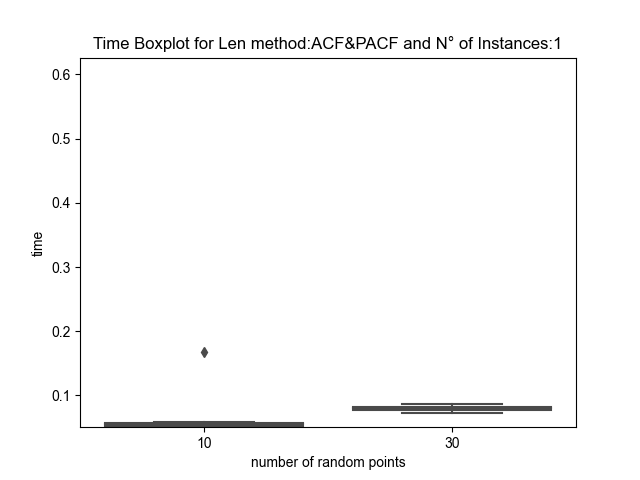 Time Boxplot for Len method:ACF&PACF and N° of Instances:1
0.6
0.5
0.4
0.3
0.2
0.1
time
10 30
number of random points